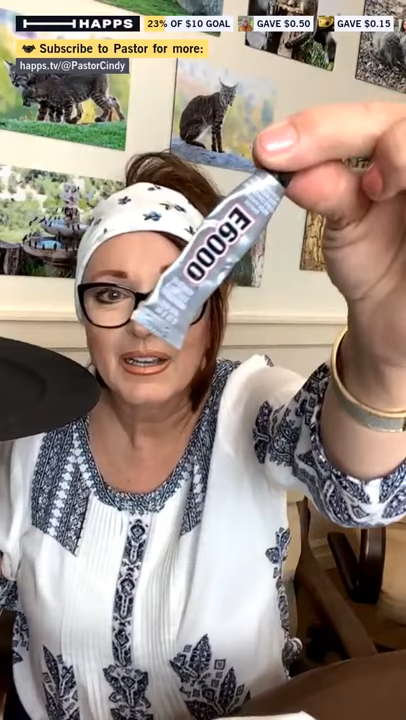 HAPPS 23% OF $10 GOAL GAVE $0.50 GAVE $0.15
Subscribe to Pastor for more:
happs.tv/@PastorCindy
E6000